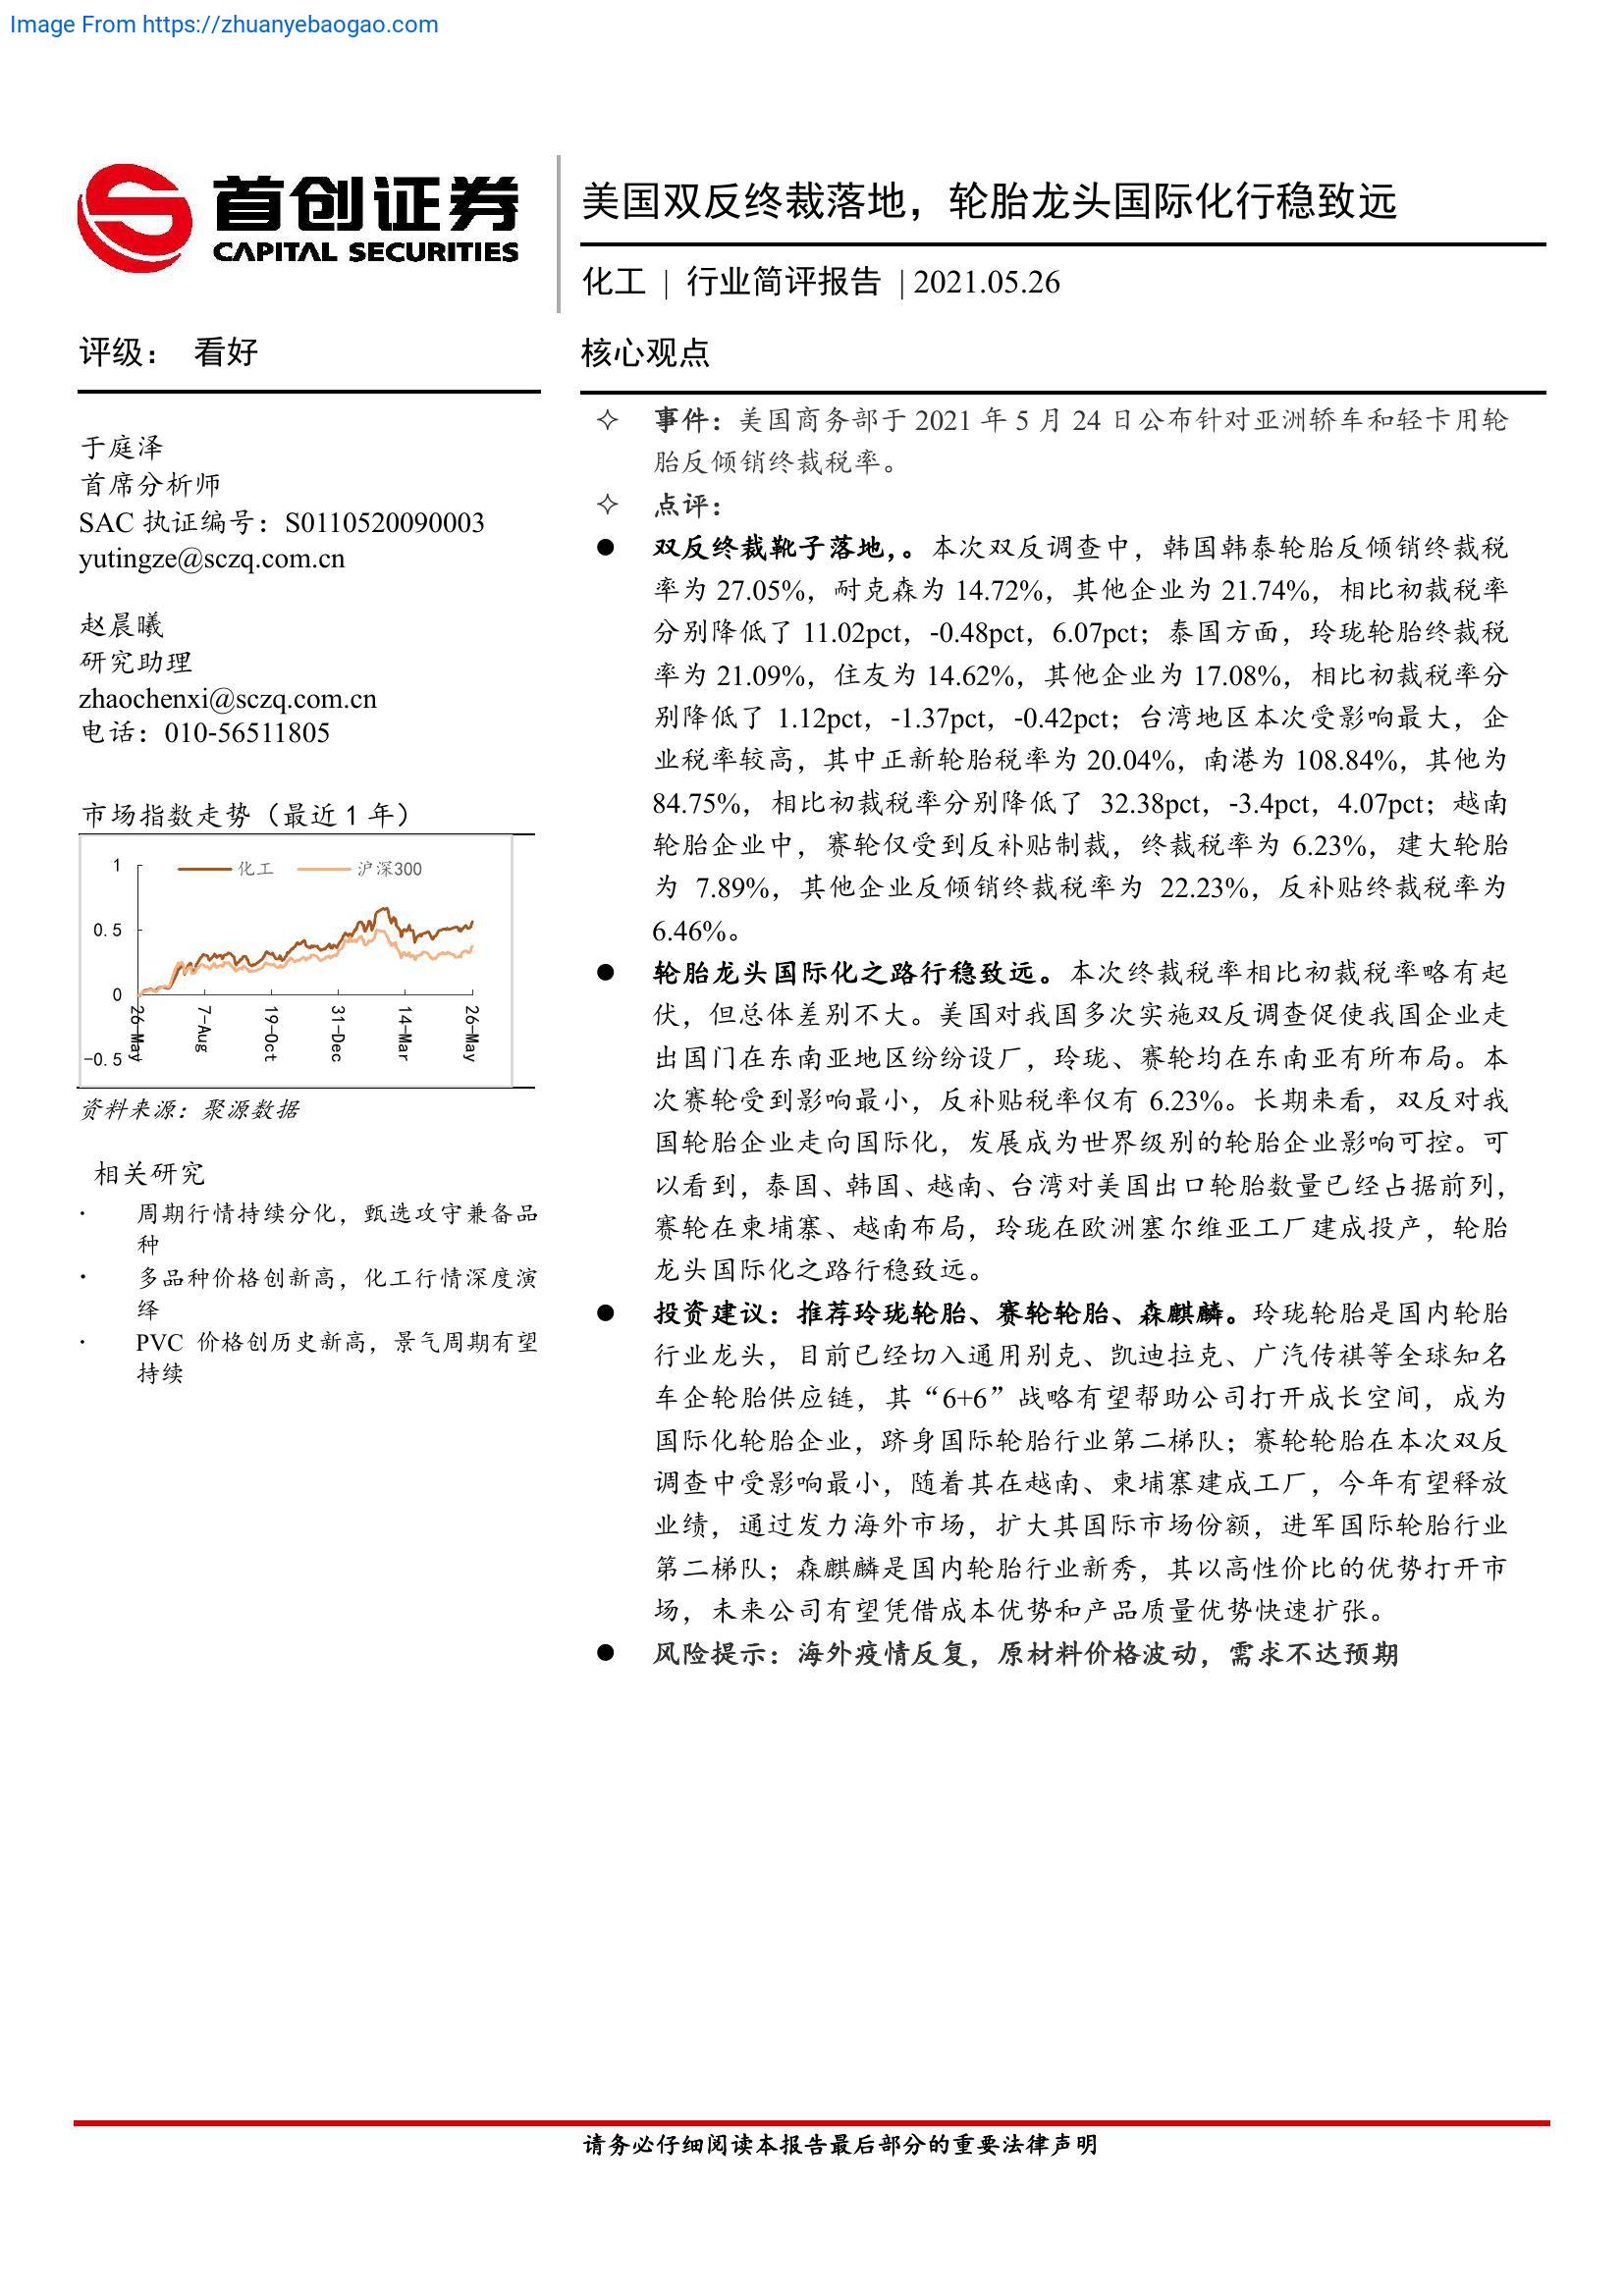 Image From https://zhuanyebaogao.com
首创证券
CAPITAL SECURITIES
美国双反终裁落地，轮胎龙头国际化行稳致远
化工 | 行业简评报告 | 2021.05.26
评级： 看好
于庭泽
首席分析师
SAC 执证编号：S0110520090003
yutingze@sczq.com.cn
赵晨曦
研究助理
zhaochenxi@sczq.com.cn
电话：010-56511805
市场指数走势（最近 1 年）
化工 沪深300
1
0.5
0
-0.5
26-May 7-Aug 19-Oct 31-Dec 14-Mar 26-May
资料来源：聚源数据
相关研究
· 周期行情持续分化，甄选攻守兼备品
种
· 多品种价格创新高，化工行情深度演
绎
· PVC 价格创历史新高，景气周期有望
持续
核心观点
✧ 事件：美国商务部于 2021 年 5 月 24 日公布针对亚洲轿车和轻卡用轮
胎反倾销终裁税率。
✧ 点评：
● 双反终裁靴子落地，。本次双反调查中，韩国韩泰轮胎反倾销终裁税
率为 27.05%，耐克森为 14.72%，其他企业为 21.74%，相比初裁税率
分别降低了 11.02pct，-0.48pct，6.07pct；泰国方面，玲珑轮胎终裁税
率为 21.09%，住友为 14.62%，其他企业为 17.08%，相比初裁税率分
别降低了 1.12pct，-1.37pct，-0.42pct；台湾地区本次受影响最大，企
业税率较高，其中正新轮胎税率为 20.04%，南港为 108.84%，其他为
84.75%，相比初裁税率分别降低了 32.38pct，-3.4pct，4.07pct；越南
轮胎企业中，赛轮仅受到反补贴制裁，终裁税率为 6.23%，建大轮胎
为 7.89%，其他企业反倾销终裁税率为 22.23%，反补贴终裁税率为
6.46%。
● 轮胎龙头国际化之路行稳致远。本次终裁税率相比初裁税率略有起
伏，但总体差别不大。美国对我国多次实施双反调查促使我国企业走
出国门在东南亚地区纷纷设厂，玲珑、赛轮均在东南亚有所布局。本
次赛轮受到影响最小，反补贴税率仅有 6.23%。长期来看，双反对我
国轮胎企业走向国际化，发展成为世界级别的轮胎企业影响可控。可
以看到，泰国、韩国、越南、台湾对美国出口轮胎数量已经占据前列，
赛轮在柬埔寨、越南布局，玲珑在欧洲塞尔维亚工厂建成投产，轮胎
龙头国际化之路行稳致远。
● 投资建议：推荐玲珑轮胎、赛轮轮胎、森麒麟。玲珑轮胎是国内轮胎
行业龙头，目前已经切入通用别克、凯迪拉克、广汽传祺等全球知名
车企轮胎供应链，其“6+6”战略有望帮助公司打开成长空间，成为
国际化轮胎企业，跻身国际轮胎行业第二梯队；赛轮轮胎在本次双反
调查中受影响最小，随着其在越南、柬埔寨建成工厂，今年有望释放
业绩，通过发力海外市场，扩大其国际市场份额，进军国际轮胎行业
第二梯队；森麒麟是国内轮胎行业新秀，其以高性价比的优势打开市
场，未来公司有望凭借成本优势和产品质量优势快速扩张。
● 风险提示：海外疫情反复，原材料价格波动，需求不达预期
请务必仔细阅读本报告最后部分的重要法律声明